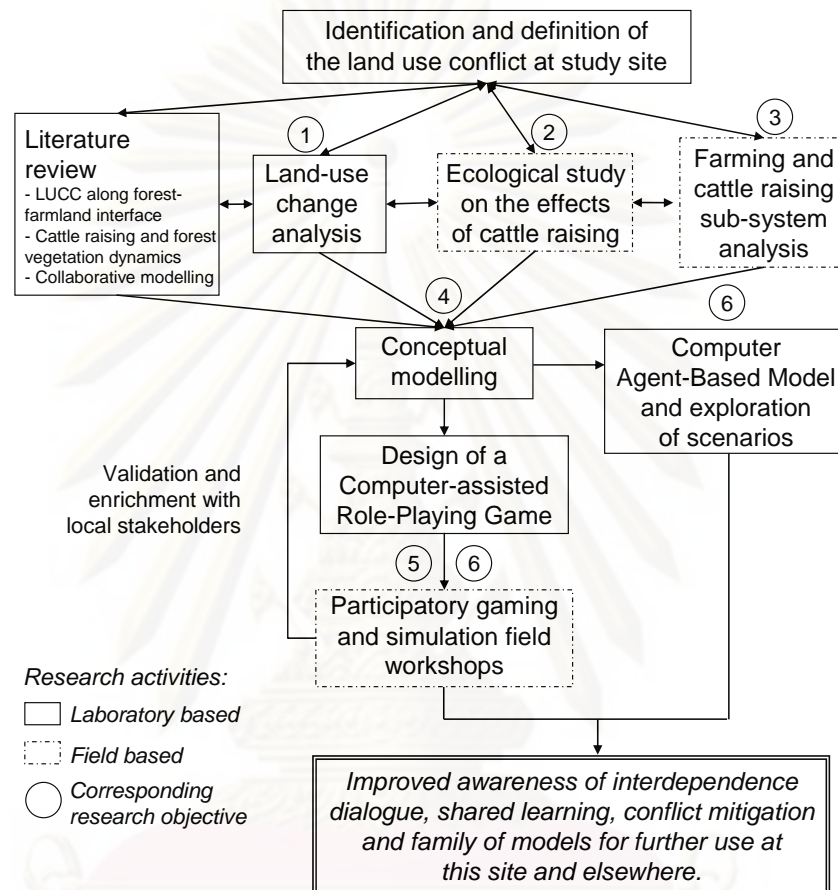 Identification and definition of
the land use conflict at study site
Literature
review
- LUCC along forest-
farmland interface
- Cattle raising and forest
vegetation dynamics
- Collaborative modelling
1
Land-use
change
analysis
2
Ecological study
on the effects
of cattle raising
3
Farming and
cattle raising
sub-system
analysis
4
Conceptual
modelling
6
Computer
Agent-Based Model
and exploration
of scenarios
Validation and
enrichment with
local stakeholders
Design of a
Computer-assisted
Role-Playing Game
5
6
Participatory gaming
and simulation field
workshops
Research activities:
Laboratory based
Field based
Corresponding
research objective
Improved awareness of interdependence
dialogue, shared learning, conflict mitigation
and family of models for further use at
this site and elsewhere.